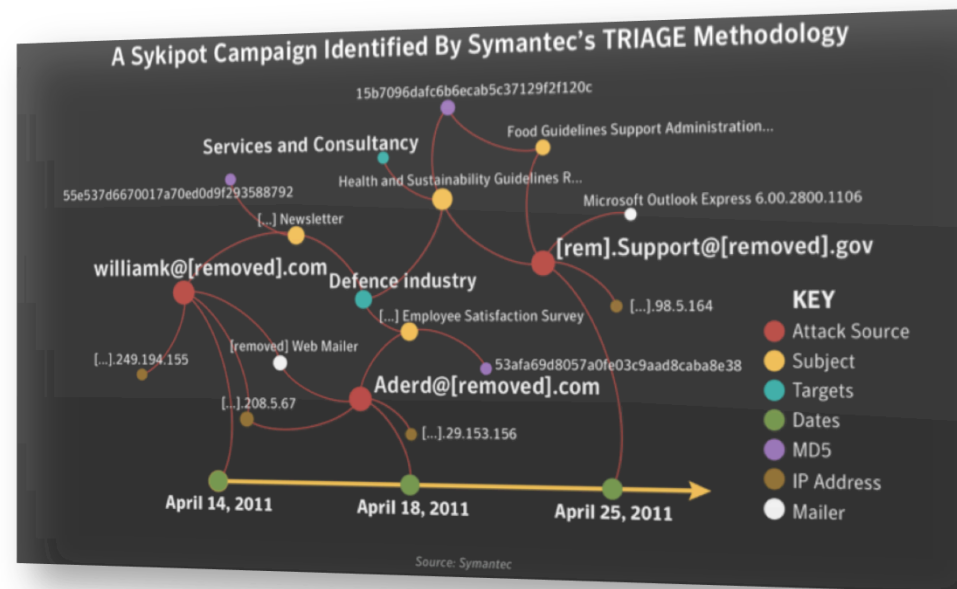 A Sykipot Campaign Identified By Symantec's TRIAGE Methodology
15b7096dafc6b6ecab5c37129f2f120c
Food Guidelines Support Administration...
Services and Consultancy
Health and Sustainability Guidelines R...
55e537d6670017a70ed0d9f293588792
Microsoft Outlook Express 6.00.2800.1106
[...] Newsletter
[rem].Support@[removed].gov
williamk@[removed].com
Defence industry
[...].98.5.164
[...] Employee Satisfaction Survey
[removed] Web Mailer
[...].249.194.155
53afa69d8057a0fe03c9aad8caba8e38
Aderd@[removed].com
[...].208.5.67
[...].29.153.156
April 14, 2011
April 18, 2011
April 25, 2011
KEY
Attack Source
Subject
Targets
Dates
MD5
IP Address
Mailer
Source: Symantec